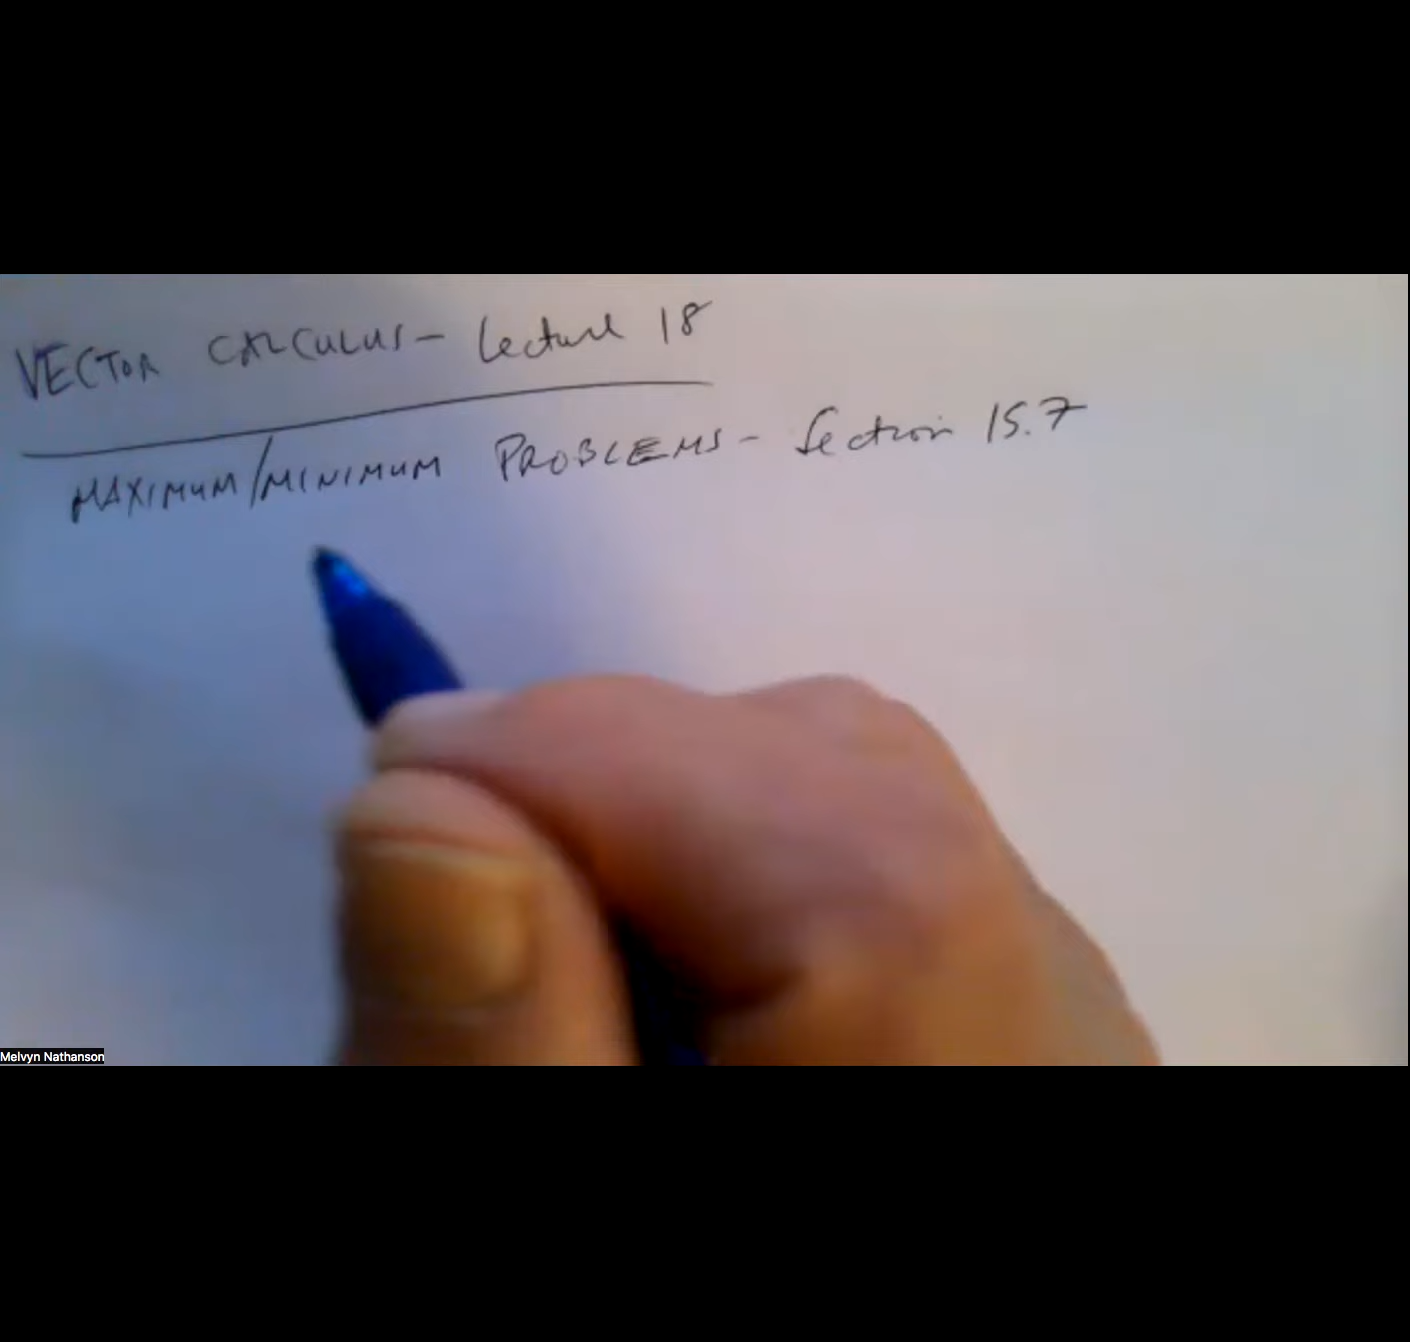 VECTOR CALCULUS - Lecture 18
MAXIMUM/MINIMUM PROBLEMS - Section 15.7
Melvyn Nathanson